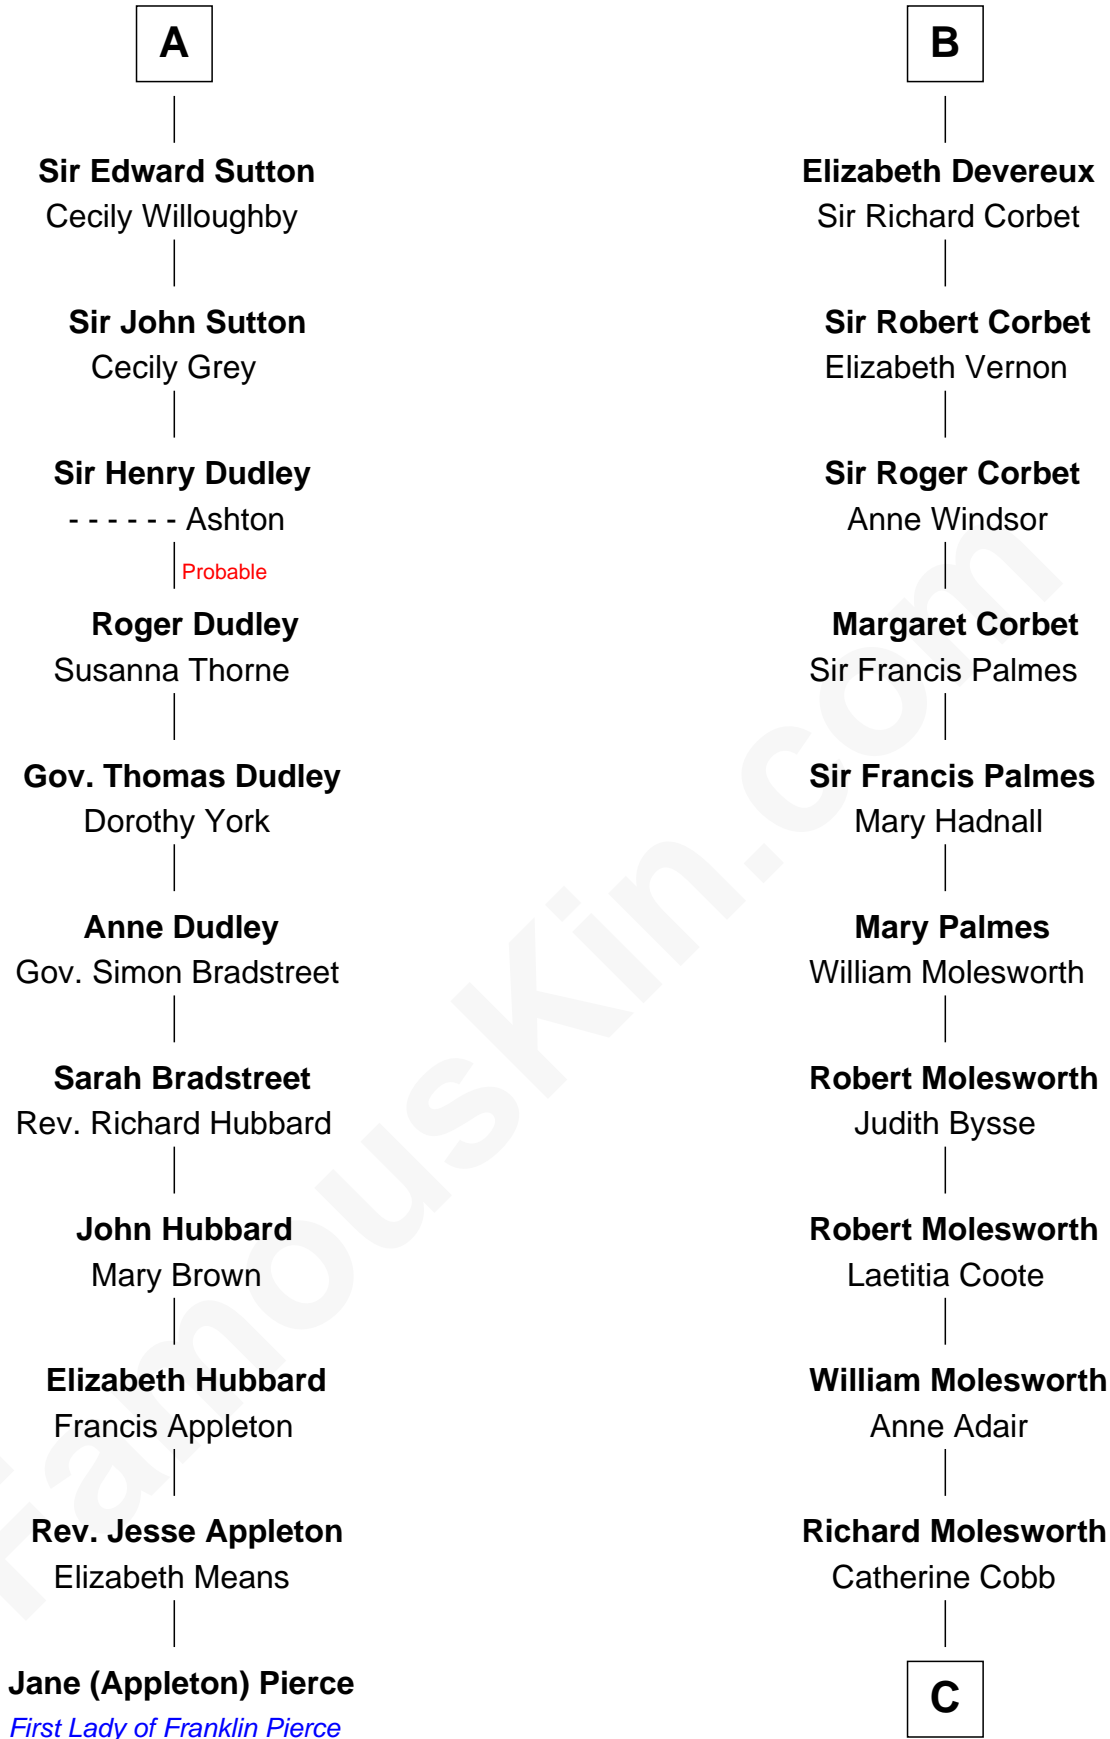 A
Sir Edward Sutton
Cecily Willoughby
Sir John Sutton
Cecily Grey
Sir Henry Dudley
- - - - - - Ashton
Probable
Roger Dudley
Susanna Thorne
Gov. Thomas Dudley
Dorothy York
Anne Dudley
Gov. Simon Bradstreet
Sarah Bradstreet
Rev. Richard Hubbard
John Hubbard
Mary Brown
Elizabeth Hubbard
Francis Appleton
Rev. Jesse Appleton
Elizabeth Means
Jane (Appleton) Pierce
First Lady of Franklin Pierce
B
Elizabeth Devereux
Sir Richard Corbet
Sir Robert Corbet
Elizabeth Vernon
Sir Roger Corbet
Anne Windsor
Margaret Corbet
Sir Francis Palmes
Sir Francis Palmes
Mary Hadnall
Mary Palmes
William Molesworth
Robert Molesworth
Judith Bysse
Robert Molesworth
Laetitia Coote
William Molesworth
Anne Adair
Richard Molesworth
Catherine Cobb
C
FamousKin.com